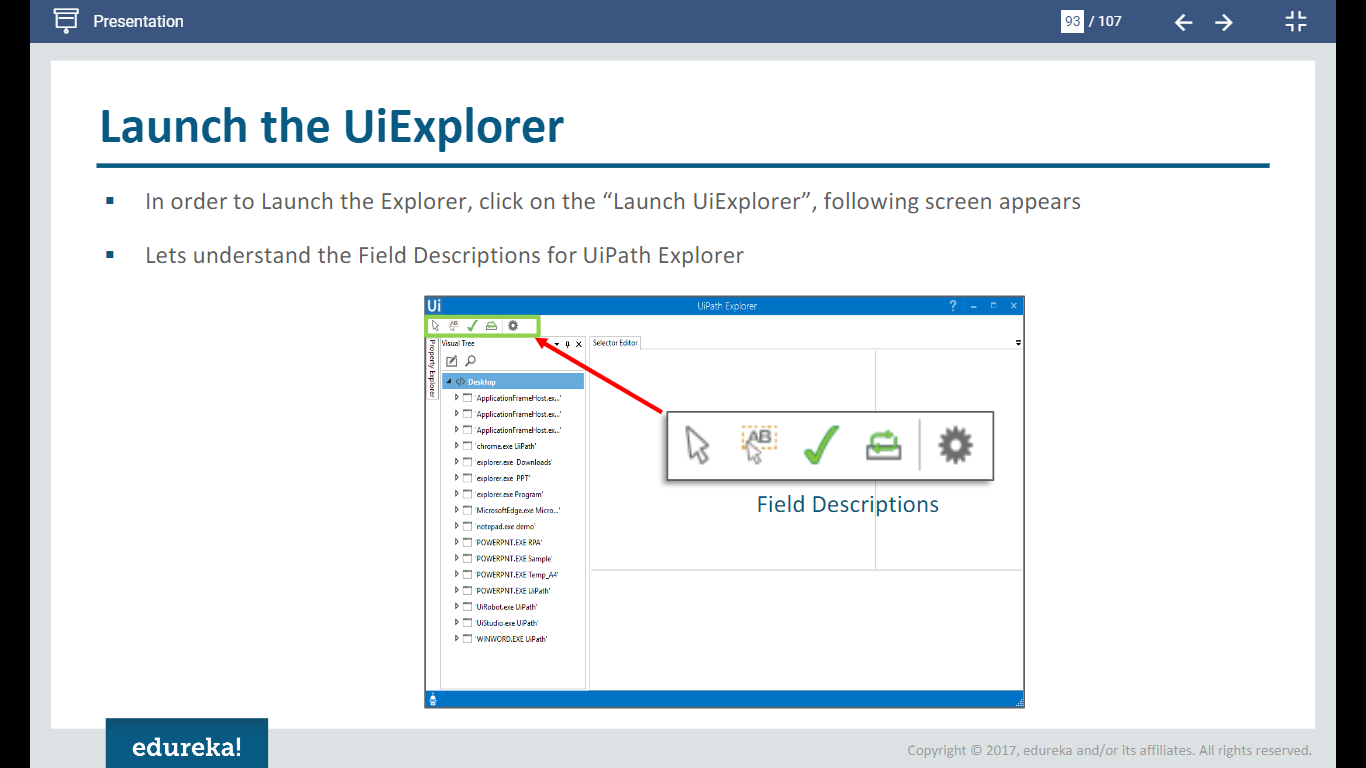 Presentation
93 / 107
Launch the UiExplorer
In order to Launch the Explorer, click on the “Launch UiExplorer”, following screen appears
Lets understand the Field Descriptions for UiPath Explorer
Ui
UiPath Explorer
?
Visual Tree
Selector Editor
Property Explorer
Desktop
'ApplicationFrameHost.ex...'
'ApplicationFrameHost.ex...'
'ApplicationFrameHost.ex...'
'chrome.exe UiPath'
'explorer.exe Downloads'
'explorer.exe PPT'
'explorer.exe Program'
'MicrosoftEdge.exe Micro...'
'notepad.exe demo'
'POWERPNT.EXE RPA'
'POWERPNT.EXE Sample'
'POWERPNT.EXE Temp_A4'
'POWERPNT.EXE UiPath'
'UiRobot.exe UiPath'
'UiStudio.exe UiPath'
'WINWORD.EXE UiPath'
AB
Field Descriptions
edureka!
Copyright © 2017, edureka and/or its affiliates. All rights reserved.